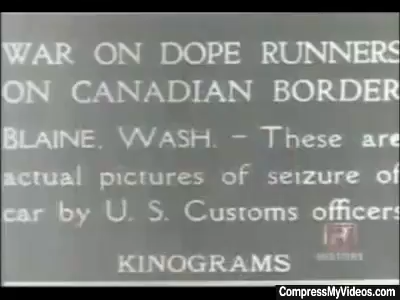 WAR ON DOPE RUNNERS
ON CANADIAN BORDER
BLAINE, WASH. – These are
actual pictures of seizure of
car by U. S. Customs officers
KINOGRAMS
H
HISTORY
CompressMyVideos.com